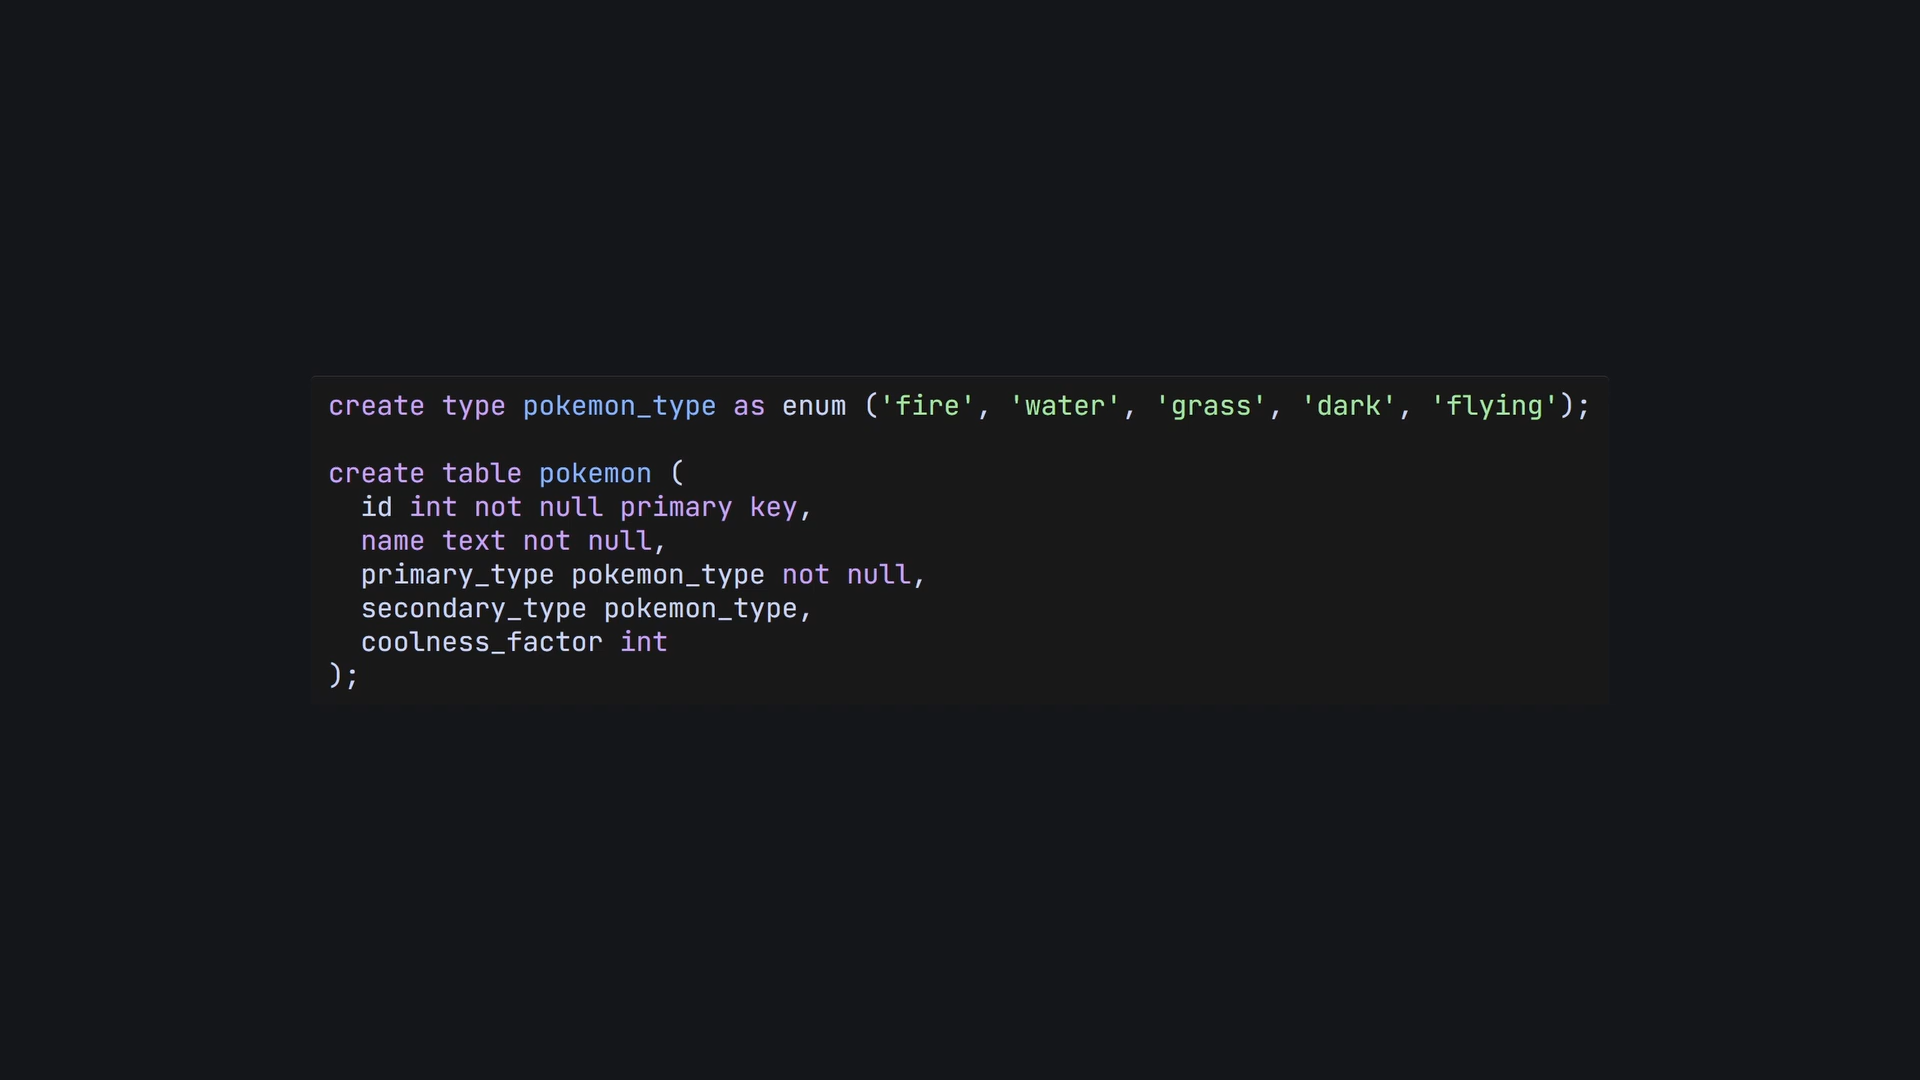 create type pokemon_type as enum ('fire', 'water', 'grass', 'dark', 'flying');

create table pokemon (
  id int not null primary key,
  name text not null,
  primary_type pokemon_type not null,
  secondary_type pokemon_type,
  coolness_factor int
);